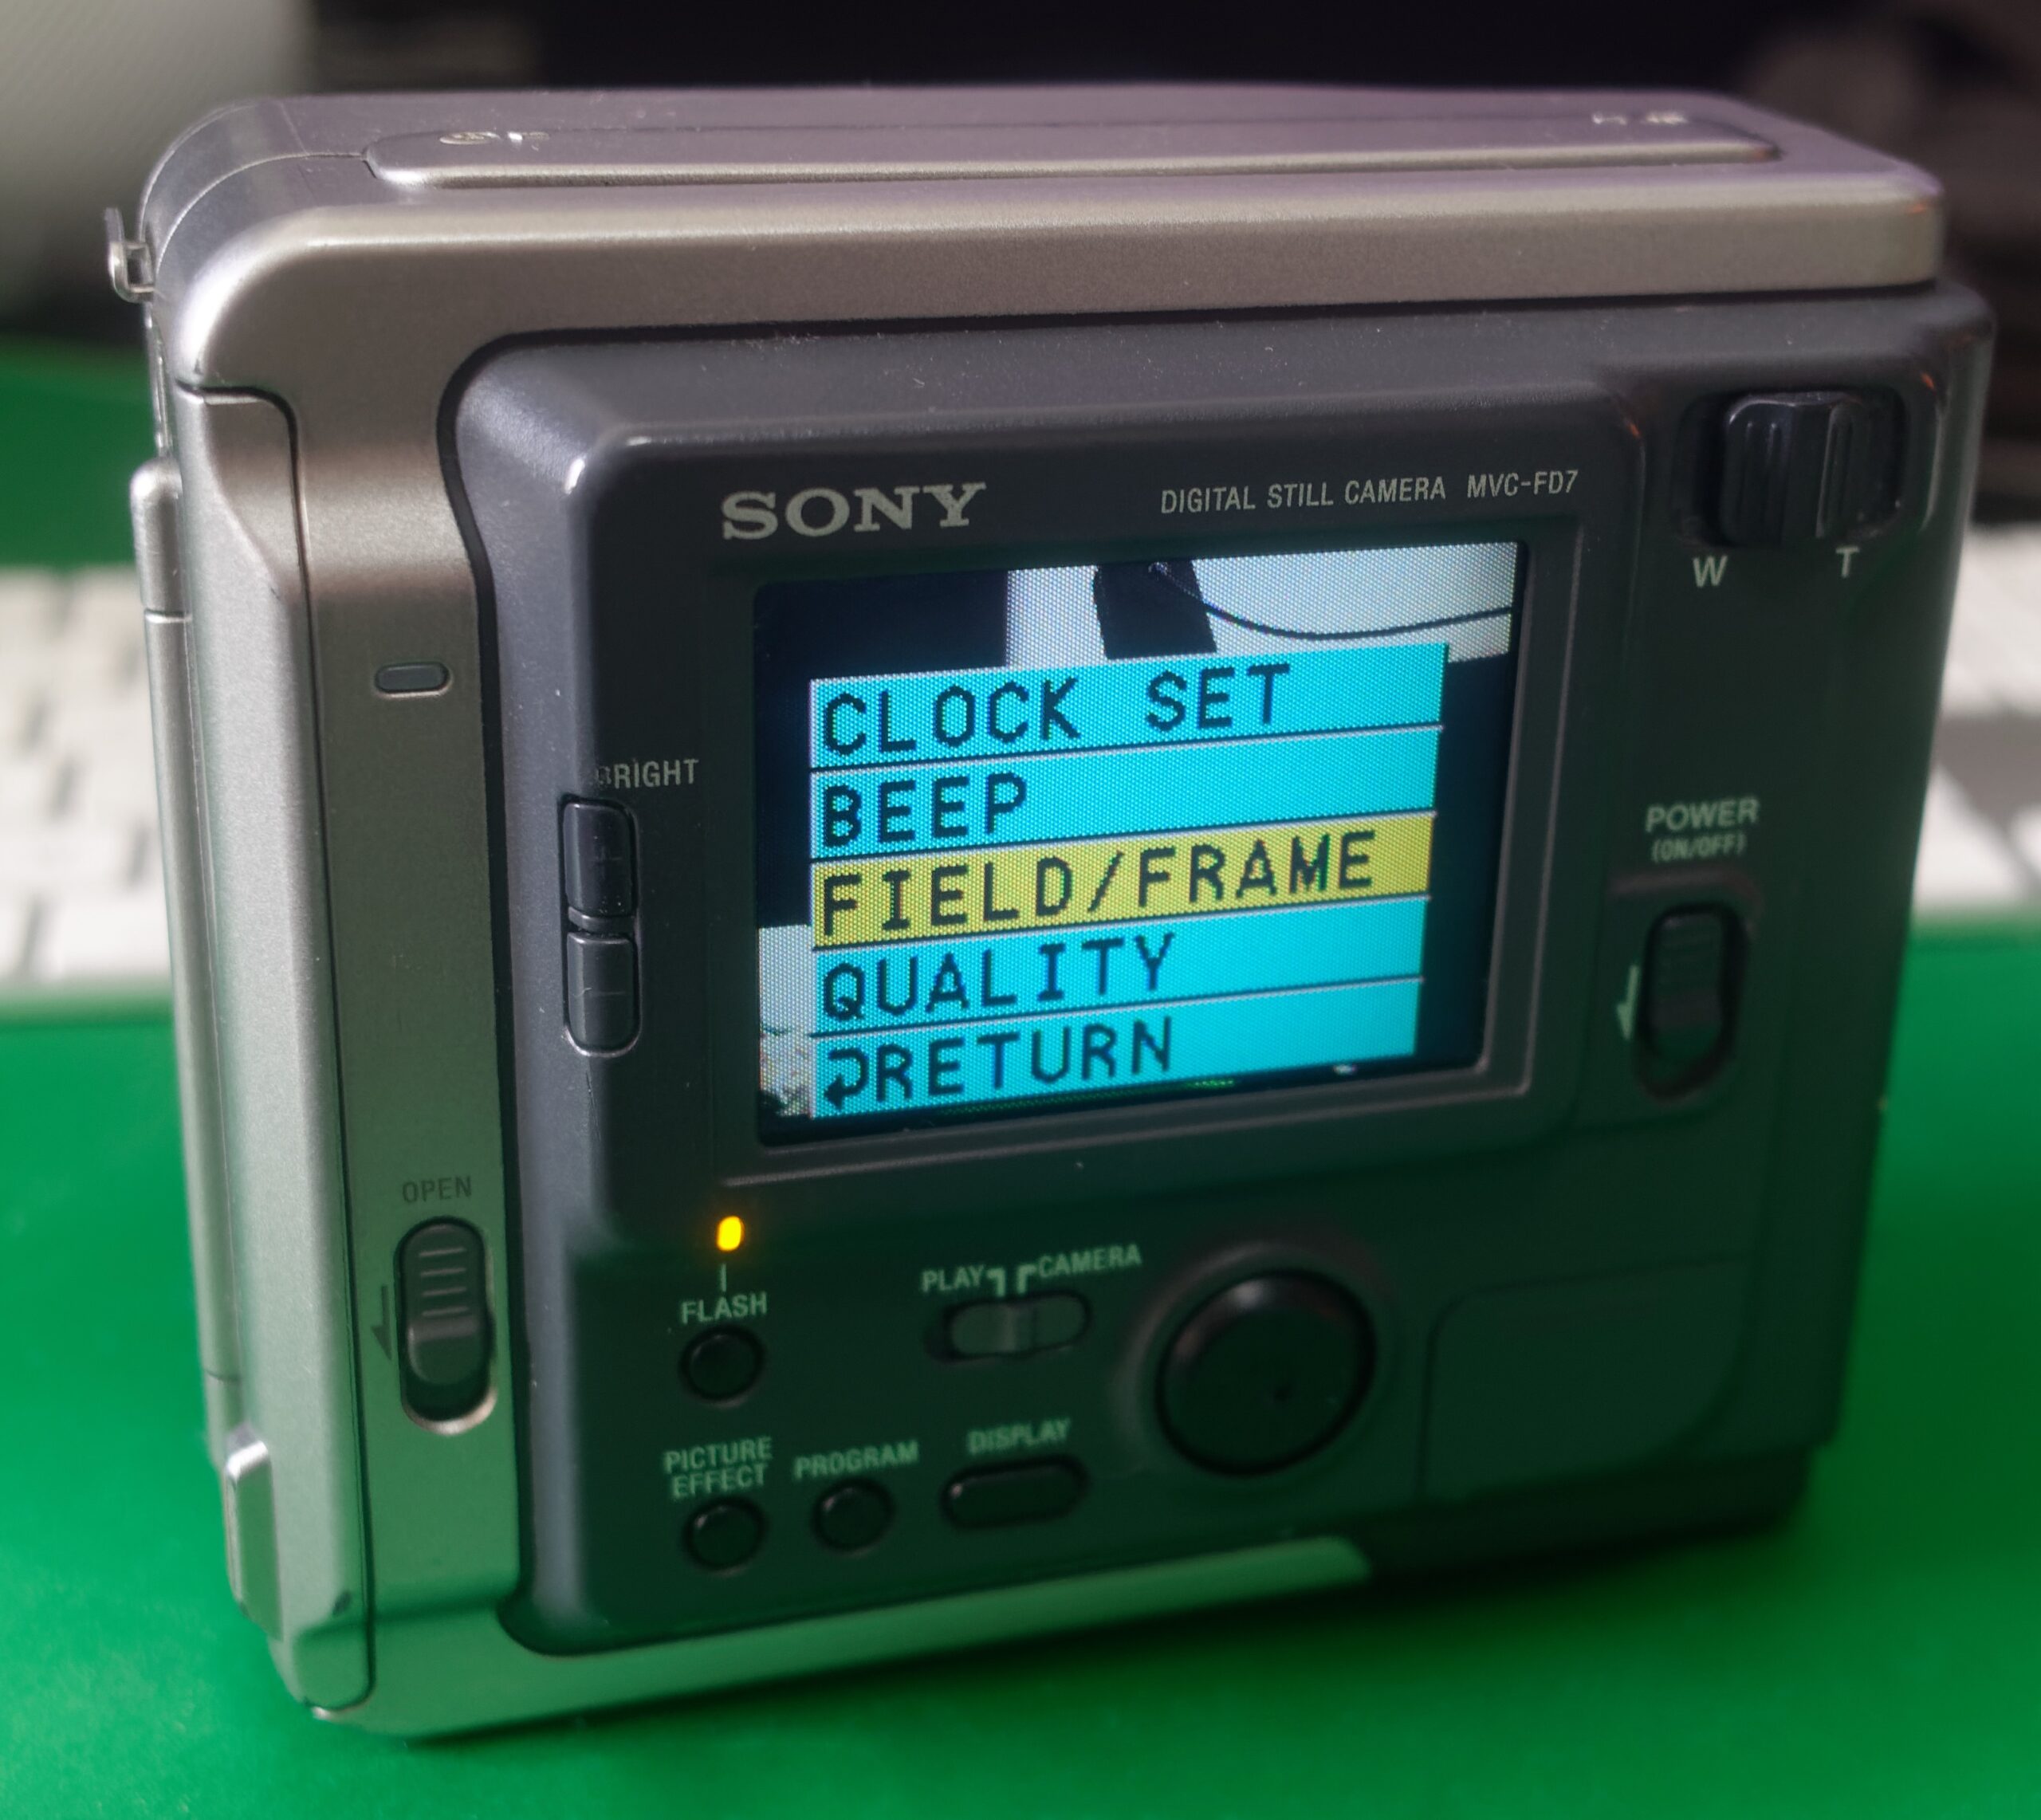 SONY
DIGITAL STILL CAMERA MVC-FD7
W T
CLOCK SET
BEEP
FIELD/FRAME
QUALITY
RETURN
BRIGHT
+
−
POWER
(ON/OFF)
OPEN
FLASH
PLAY CAMERA
PICTURE
EFFECT
PROGRAM
DISPLAY